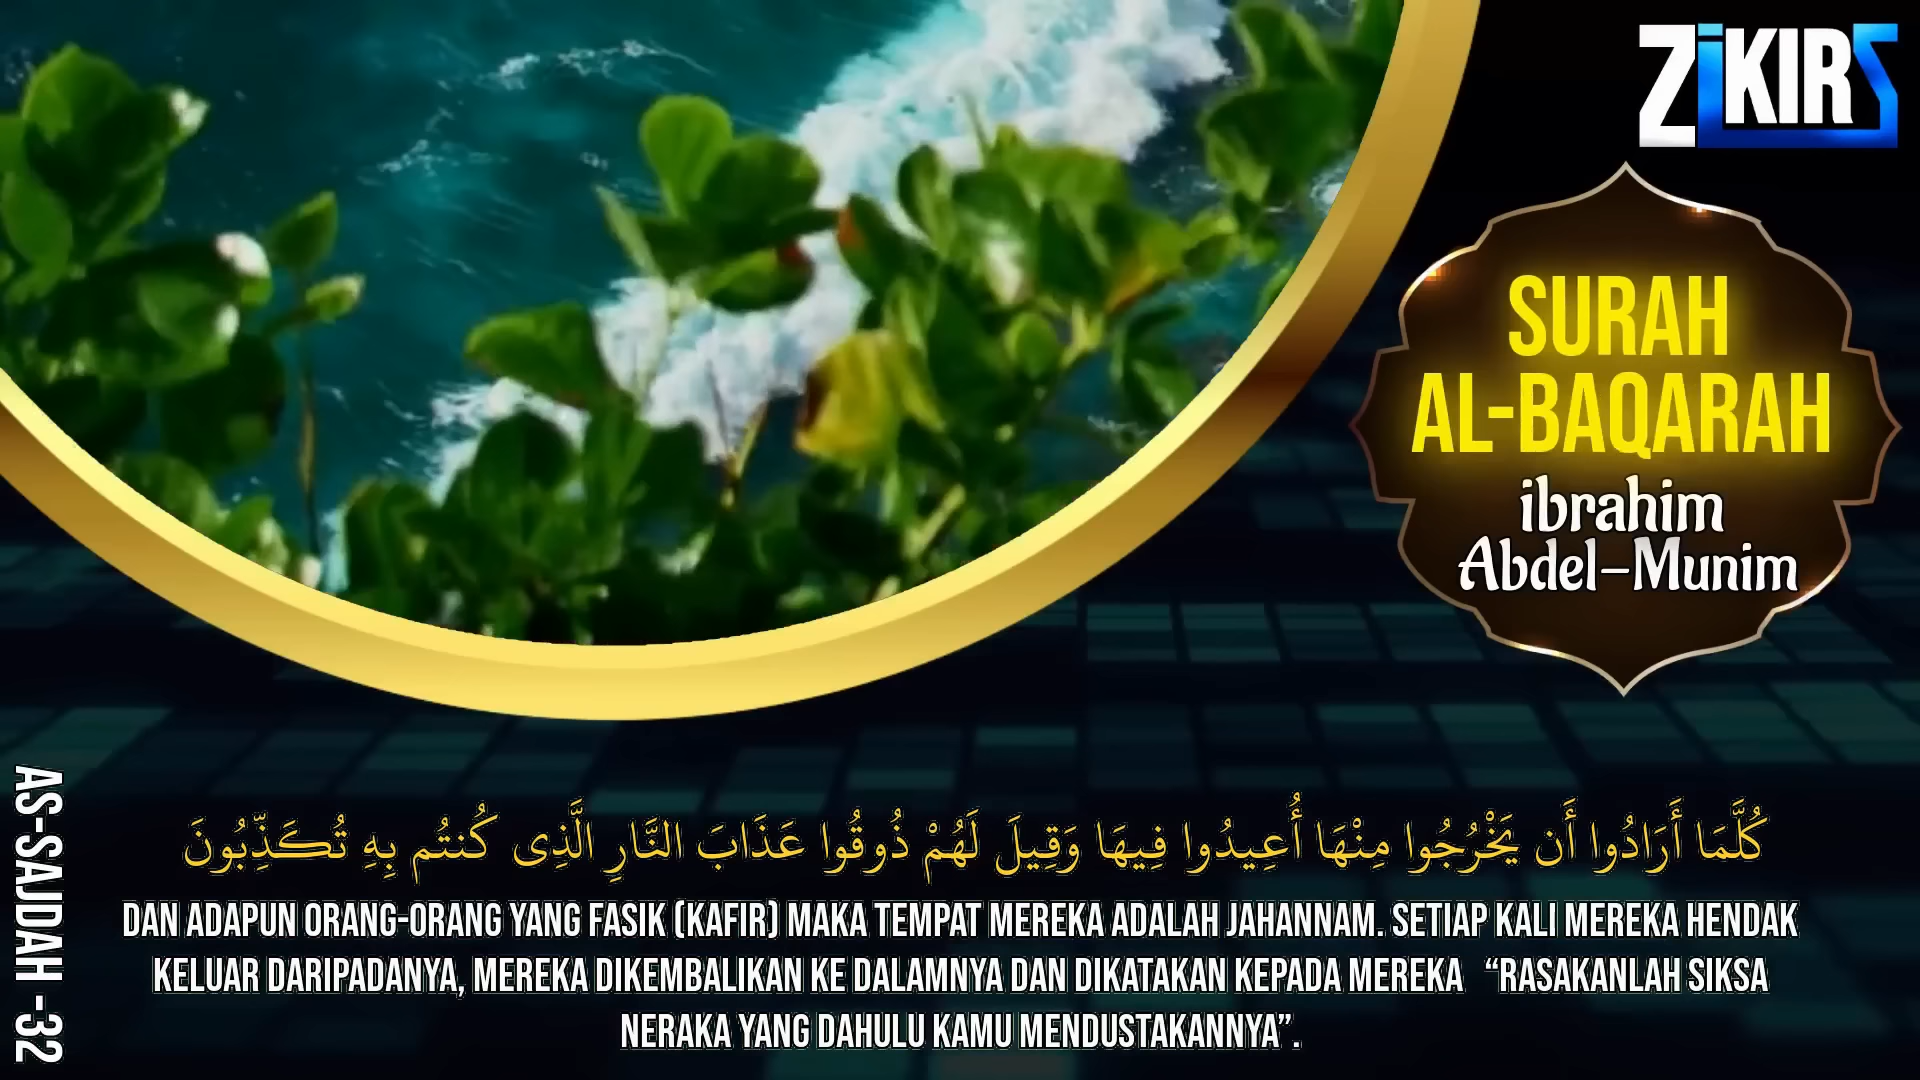 ZiKIRS
SURAH
AL-BAQARAH
ibrahim
Abdel-Munim
كُلَّمَا أَرَادُوا أَن يَخْرُجُوا مِنْهَا أُعِيدُوا فِيهَا وَقِيلَ لَهُمْ ذُوقُوا عَذَابَ النَّارِ الَّذِى كُنتُم بِهِ تُكَذِّبُونَ
DAN ADAPUN ORANG-ORANG YANG FASIK (KAFIR) MAKA TEMPAT MEREKA ADALAH JAHANNAM. SETIAP KALI MEREKA HENDAK
KELUAR DARIPADANYA, MEREKA DIKEMBALIKAN KE DALAMNYA DAN DIKATAKAN KEPADA MEREKA “RASAKANLAH SIKSA
NERAKA YANG DAHULU KAMU MENDUSTAKANNYA”.
AS-SAJDAH -32